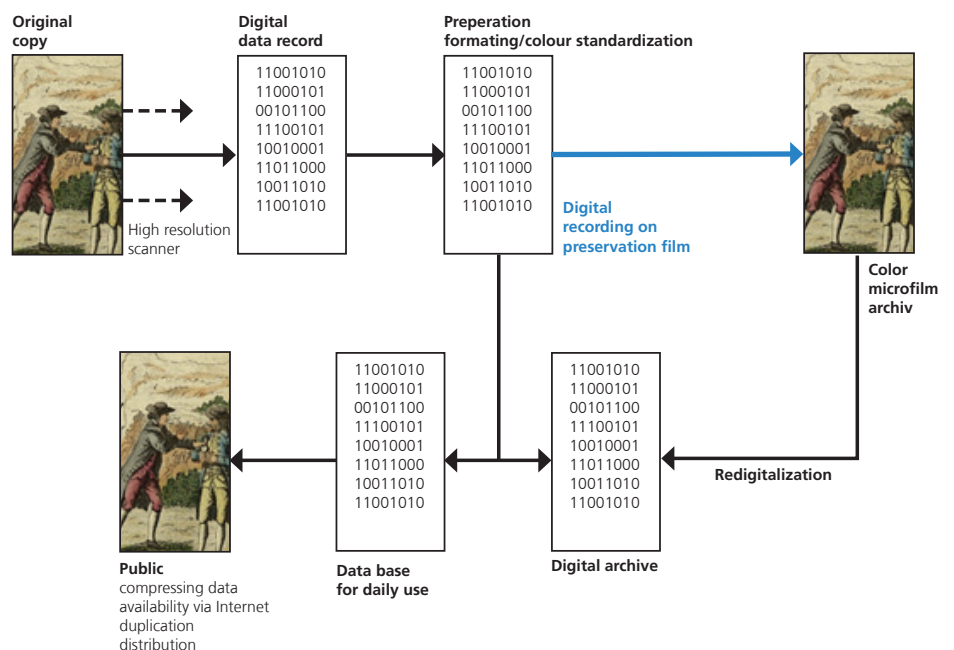 Original
copy
Digital
data record
Preperation
formating/colour standardization
11001010
11000101
00101100
11100101
10010001
11011000
10011010
11001010
11001010
11000101
00101100
11100101
10010001
11011000
10011010
11001010
High resolution
scanner
Digital
recording on
preservation film
Color
microfilm
archiv
11001010
11000101
00101100
11100101
10010001
11011000
10011010
11001010
11001010
11000101
00101100
11100101
10010001
11011000
10011010
11001010
Redigitalization
Public
compressing data
availability via Internet
duplication
distribution
Data base
for daily use
Digital archive